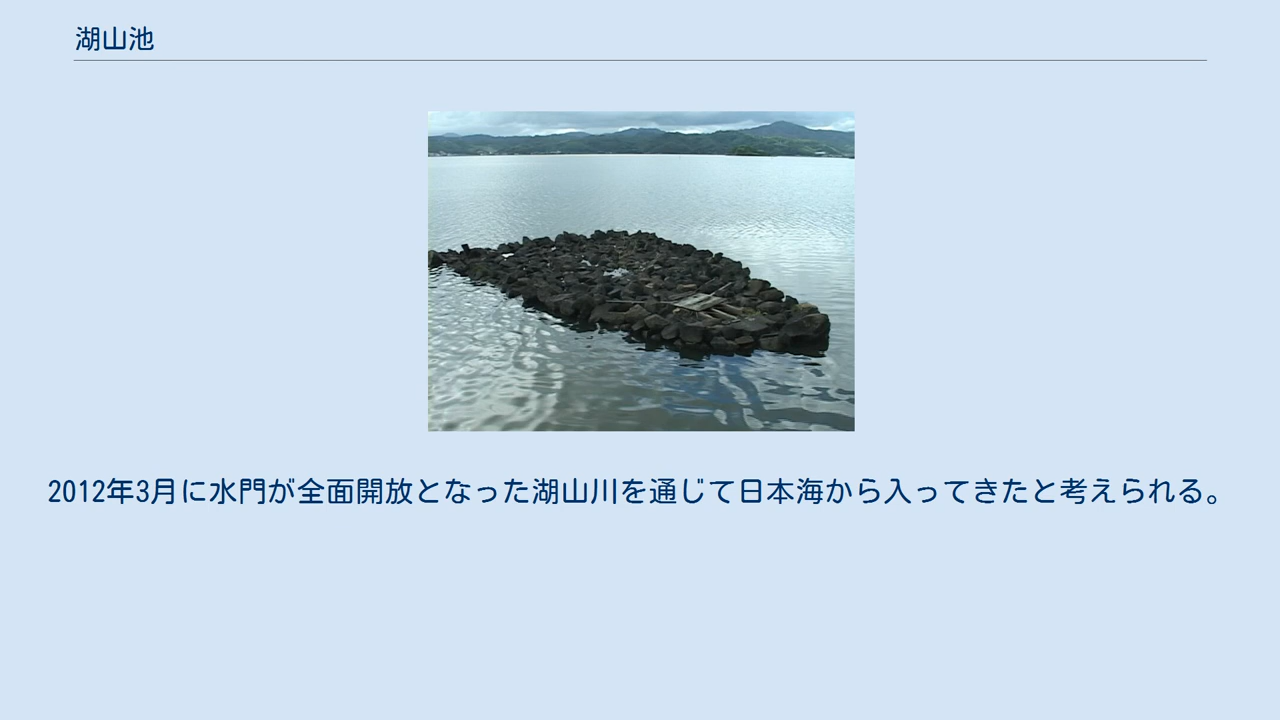 湖山池
2012年3月に水門が全面開放となった湖山川を通じて日本海から入ってきたと考えられる。